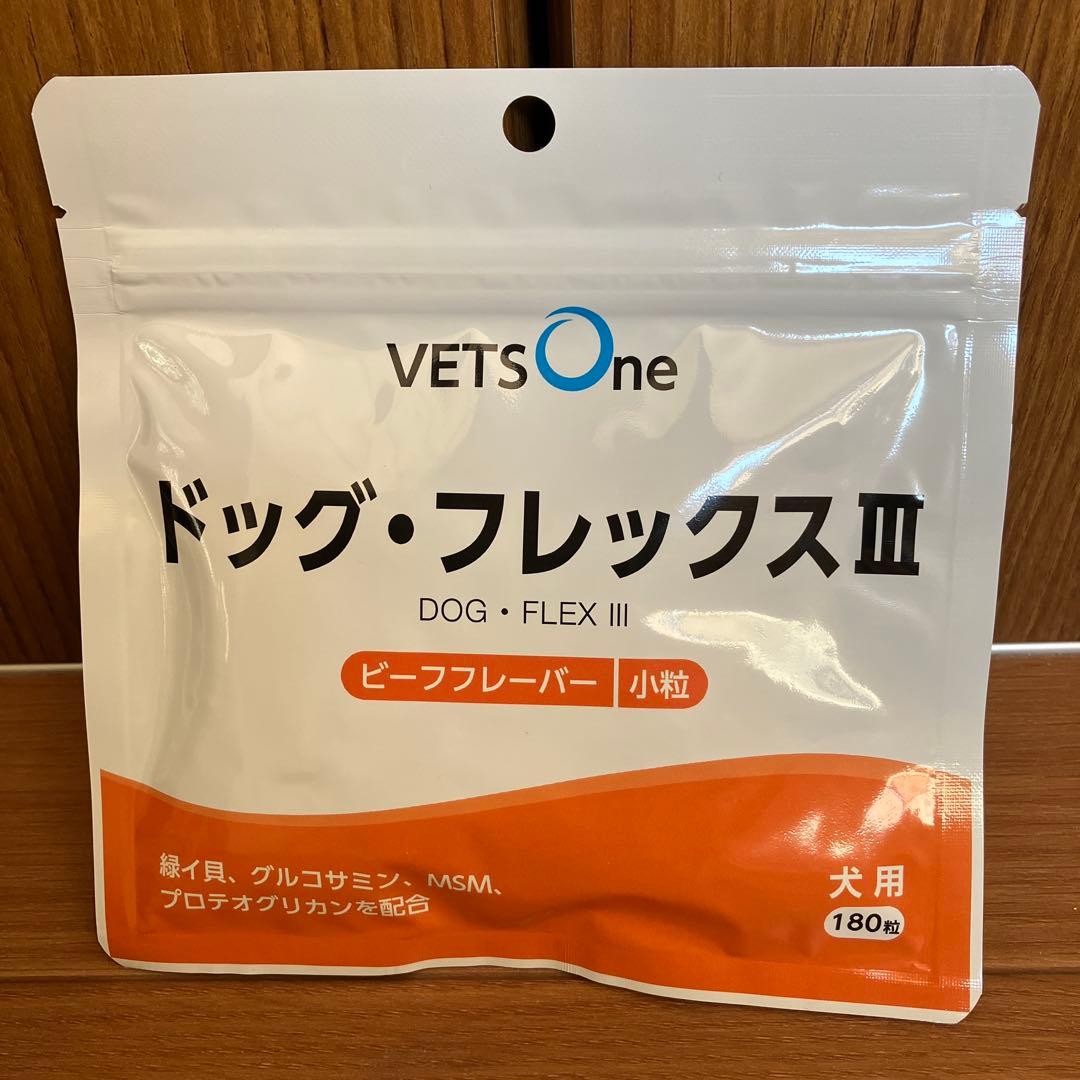 VETS One
ドッグ・フレックスⅢ
DOG・FLEX Ⅲ
ビーフフレーバー 小粒
緑イ貝、グルコサミン、MSM、
プロテオグリカンを配合
犬用
180粒